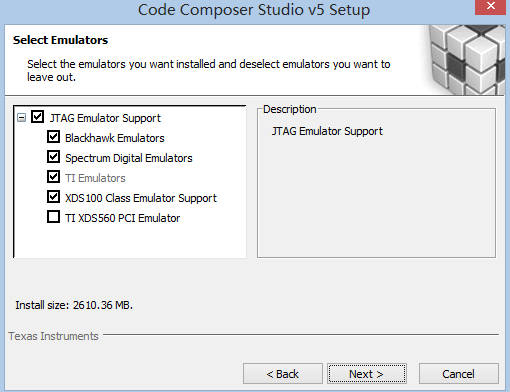 Code Composer Studio v5 Setup
Select Emulators
Select the emulators you want installed and deselect emulators you want to
leave out.
JTAG Emulator Support
Blackhawk Emulators
Spectrum Digital Emulators
TI Emulators
XDS100 Class Emulator Support
TI XDS560 PCI Emulator
Description
JTAG Emulator Support
Install size: 2610.36 MB.
Texas Instruments
< Back
Next >
Cancel